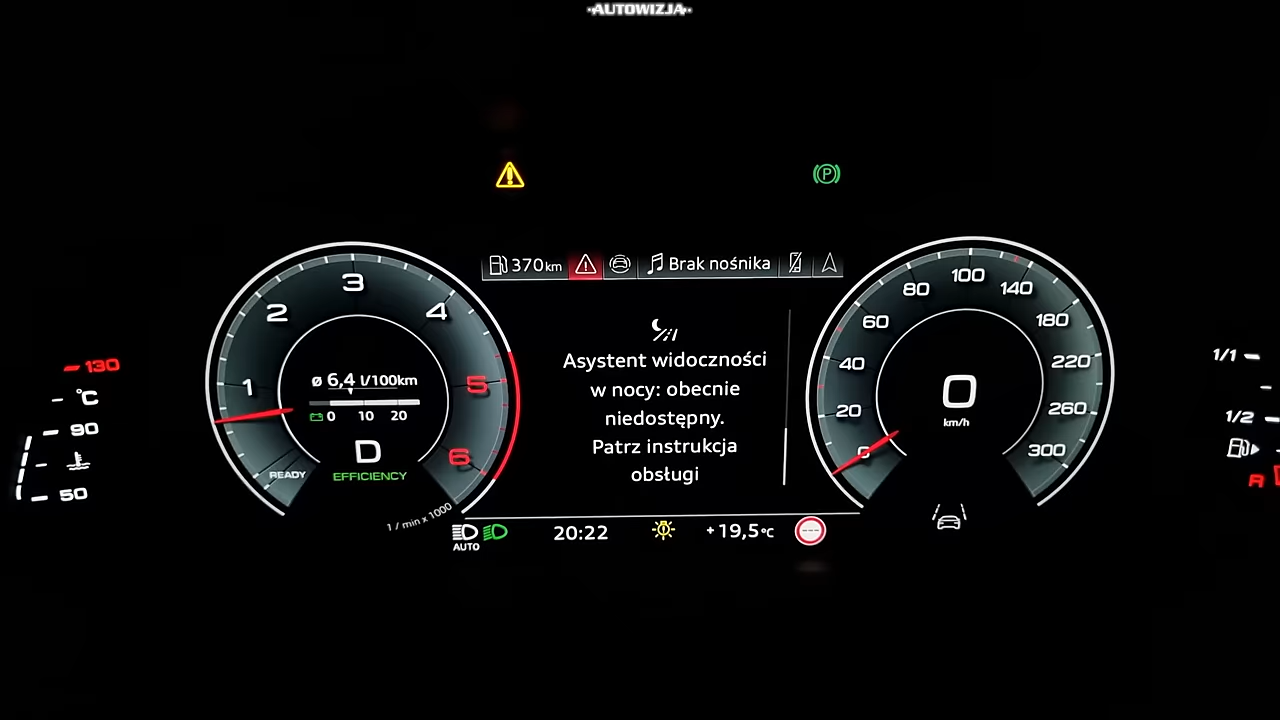 AUTOWIZJA
370km
Brak nośnika
Asystent widoczności
w nocy: obecnie
niedostępny.
Patrz instrukcja
obsługi
1
2
3
4
5
6
ø 6,4 l/100km
0 10 20
D
EFFICIENCY
READY
1 / min x 1000
0
20
40
60
80
100
140
180
220
260
300
0
km/h
130
°C
90
50
1/1
1/2
R
P
AUTO
20:22
+19,5°C